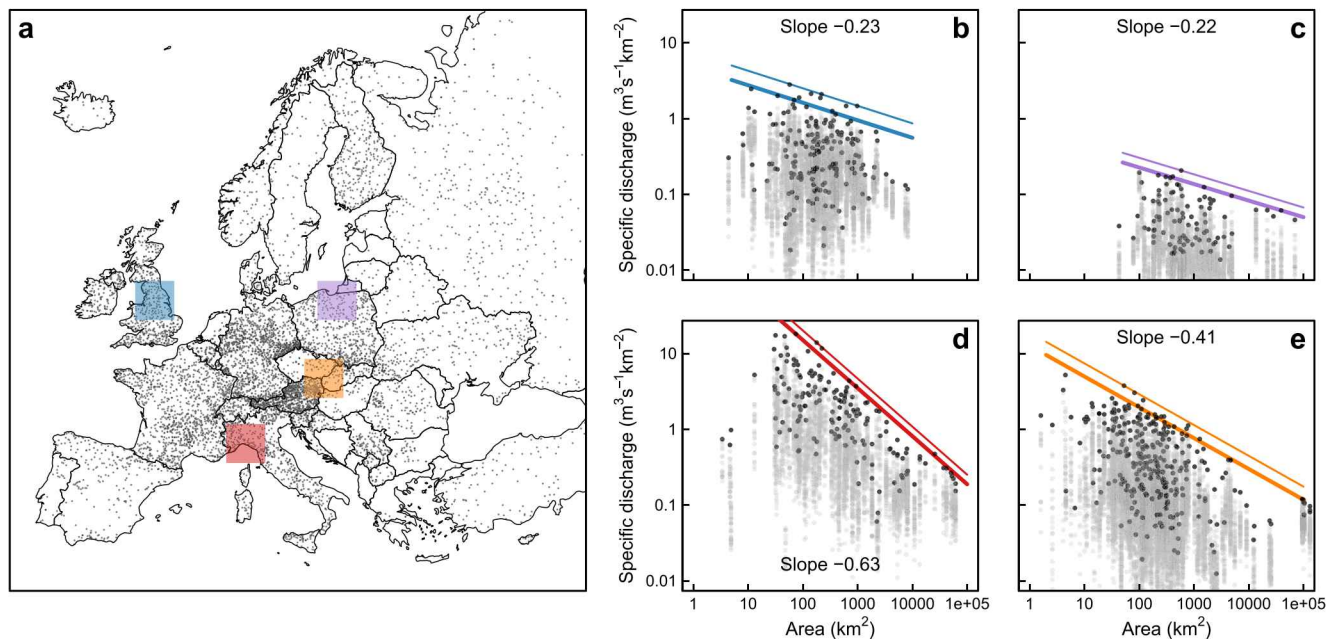 a
Slope −0.23
b
Slope −0.22
c
10
1
0.1
0.01
Specific discharge (m³s⁻¹km⁻²)
d
Slope −0.63
Slope −0.41
e
10
1
0.1
0.01
Specific discharge (m³s⁻¹km⁻²)
1 10 100 1000 10000 1e+05
Area (km²)
1 10 100 1000 10000 1e+05
Area (km²)